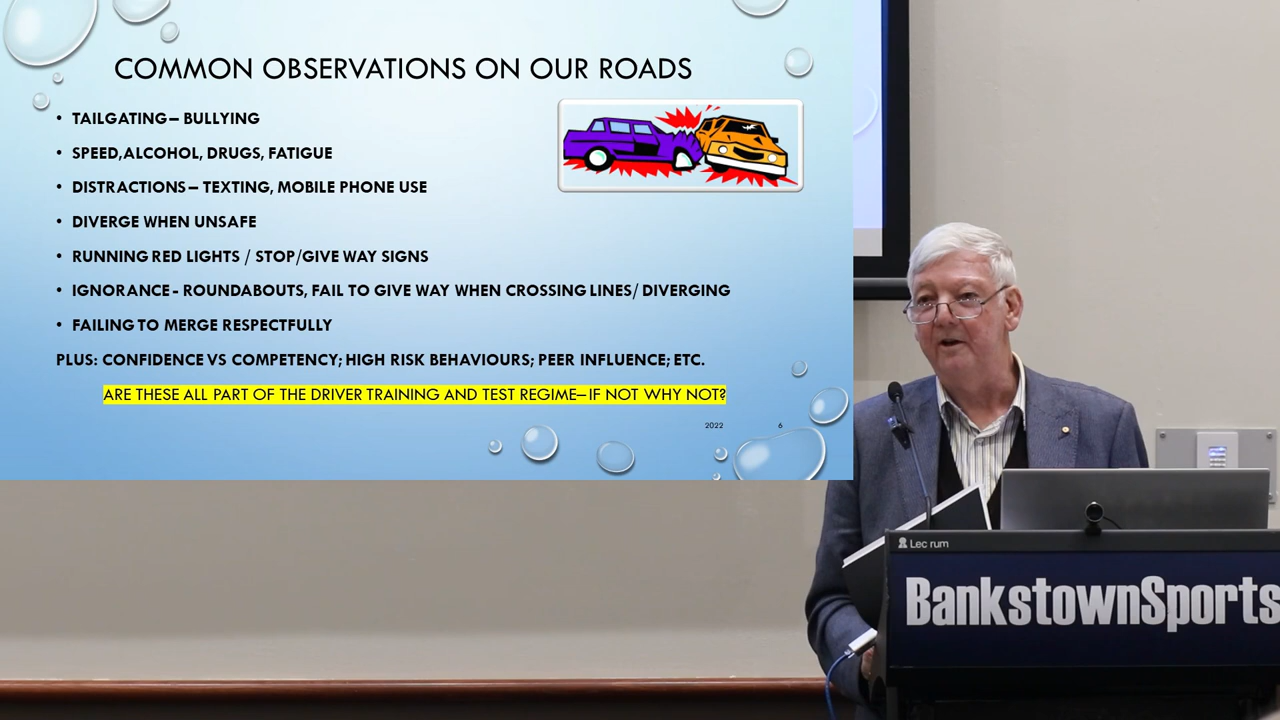 COMMON OBSERVATIONS ON OUR ROADS
• TAILGATING – BULLYING
• SPEED,ALCOHOL, DRUGS, FATIGUE
• DISTRACTIONS – TEXTING, MOBILE PHONE USE
• DIVERGE WHEN UNSAFE
• RUNNING RED LIGHTS / STOP/GIVE WAY SIGNS
• IGNORANCE - ROUNDABOUTS, FAIL TO GIVE WAY WHEN CROSSING LINES/ DIVERGING
• FAILING TO MERGE RESPECTFULLY
PLUS: CONFIDENCE VS COMPETENCY; HIGH RISK BEHAVIOURS; PEER INFLUENCE; ETC.
ARE THESE ALL PART OF THE DRIVER TRAINING AND TEST REGIME – IF NOT WHY NOT?
2022 6
Lec rum
BankstownSports